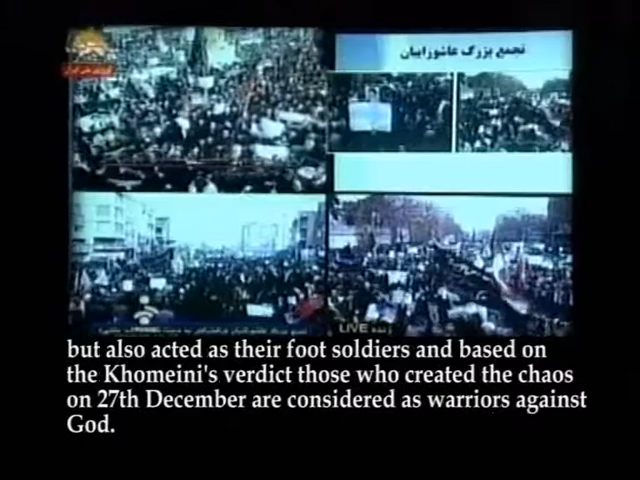 تجمع بزرگ عاشوراییان
LIVE زنده
but also acted as their foot soldiers and based on
the Khomeini's verdict those who created the chaos
on 27th December are considered as warriors against
God.